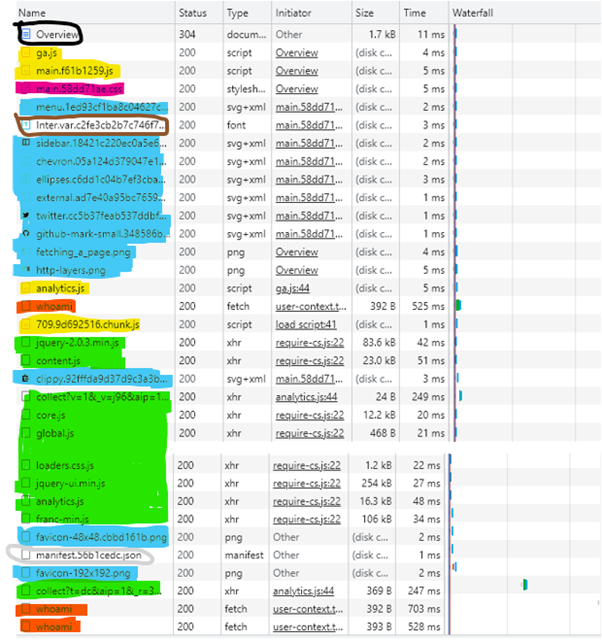 Name Status Type Initiator Size Time Waterfall
Overview 304 docum... Other 1.7 kB 11 ms
ga.js 200 script Overview (disk c... 4 ms
main.f61b1259.js 200 script Overview (disk c... 5 ms
main.58dd71ae.css 200 stylesh... Overview (disk c... 5 ms
menu.1ed93cf1ba8c04627c... 200 svg+xml main.58dd71... (disk c... 2 ms
Inter.var.c2fe3cb2b7c746f7... 200 font main.58dd71... (disk c... 3 ms
sidebar.18421c220ec0a5e6... 200 svg+xml main.58dd71... (disk c... 2 ms
chevron.05a124d379047e1... 200 svg+xml main.58dd71... (disk c... 2 ms
ellipses.c6dd1c04b7ef3cba... 200 svg+xml main.58dd71... (disk c... 3 ms
external.ad7e40a95bc7659... 200 svg+xml main.58dd71... (disk c... 1 ms
twitter.cc5b37feab537ddbf... 200 svg+xml main.58dd71... (disk c... 1 ms
github-mark-small.348586b... 200 svg+xml main.58dd71... (disk c... 1 ms
fetching_a_page.png 200 png Overview (disk c... 4 ms
http-layers.png 200 png Overview (disk c... 5 ms
analytics.js 200 script ga.js:44 (disk c... 5 ms
whoami 200 fetch user-context.t... 392 B 525 ms
709.9d692516.chunk.js 200 script load script:41 (disk c... 1 ms
jquery-2.0.3.min.js 200 xhr require-cs.js:22 83.6 kB 42 ms
content.js 200 xhr require-cs.js:22 23.0 kB 51 ms
clippy.92fffda9d37d9c3a3b... 200 svg+xml main.58dd71... (disk c... 3 ms
collect?v=1&_v=j96&aip=1... 200 xhr analytics.js:44 24 B 249 ms
core.js 200 xhr require-cs.js:22 12.2 kB 20 ms
global.js 200 xhr require-cs.js:22 468 B 21 ms
loaders.css.js 200 xhr require-cs.js:22 1.2 kB 22 ms
jquery-ui.min.js 200 xhr require-cs.js:22 254 kB 27 ms
analytics.js 200 xhr require-cs.js:22 16.3 kB 48 ms
franc-min.js 200 xhr require-cs.js:22 106 kB 34 ms
favicon-48x48.cbbd161b.png 200 png Other (disk c... 2 ms
manifest.56b1cedc.json 200 manifest Other (disk c... 1 ms
favicon-192x192.png 200 png Other (disk c... 2 ms
collect?t=dc&aip=1&_r=3... 200 xhr analytics.js:44 369 B 247 ms
whoami 200 fetch user-context.t... 392 B 703 ms
whoami 200 fetch user-context.t... 393 B 528 ms